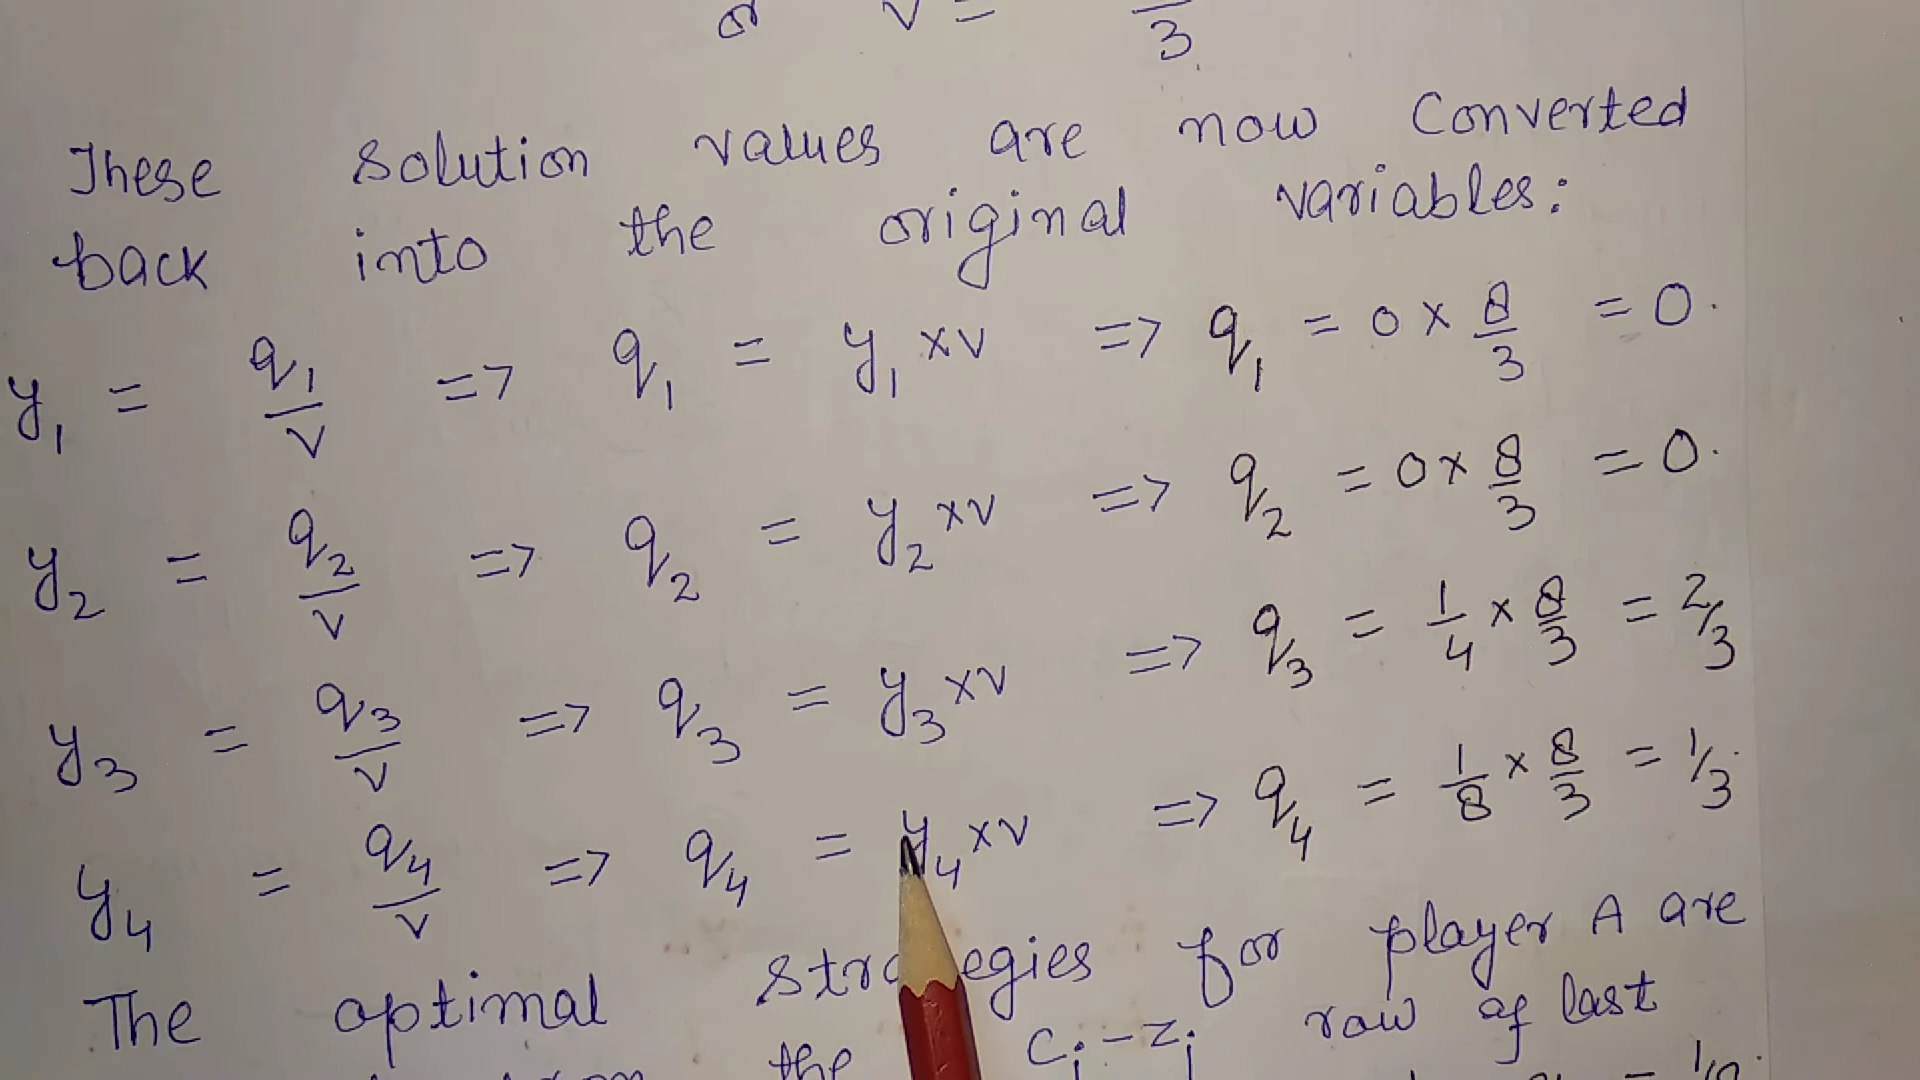 or v = /3
These solution values are now Converted
back into the original variables:
y₁ = q₁/v => q₁ = y₁ × v => q₁ = 0 × 8/3 = 0.
y₂ = q₂/v => q₂ = y₂ × v => q₂ = 0 × 8/3 = 0.
y₃ = q₃/v => q₃ = y₃ × v => q₃ = 1/4 × 8/3 = 2/3
y₄ = q₄/v => q₄ = y₄ × v => q₄ = 1/8 × 8/3 = 1/3.
The optimal strategies for player A are
the Cj - Zj row of last